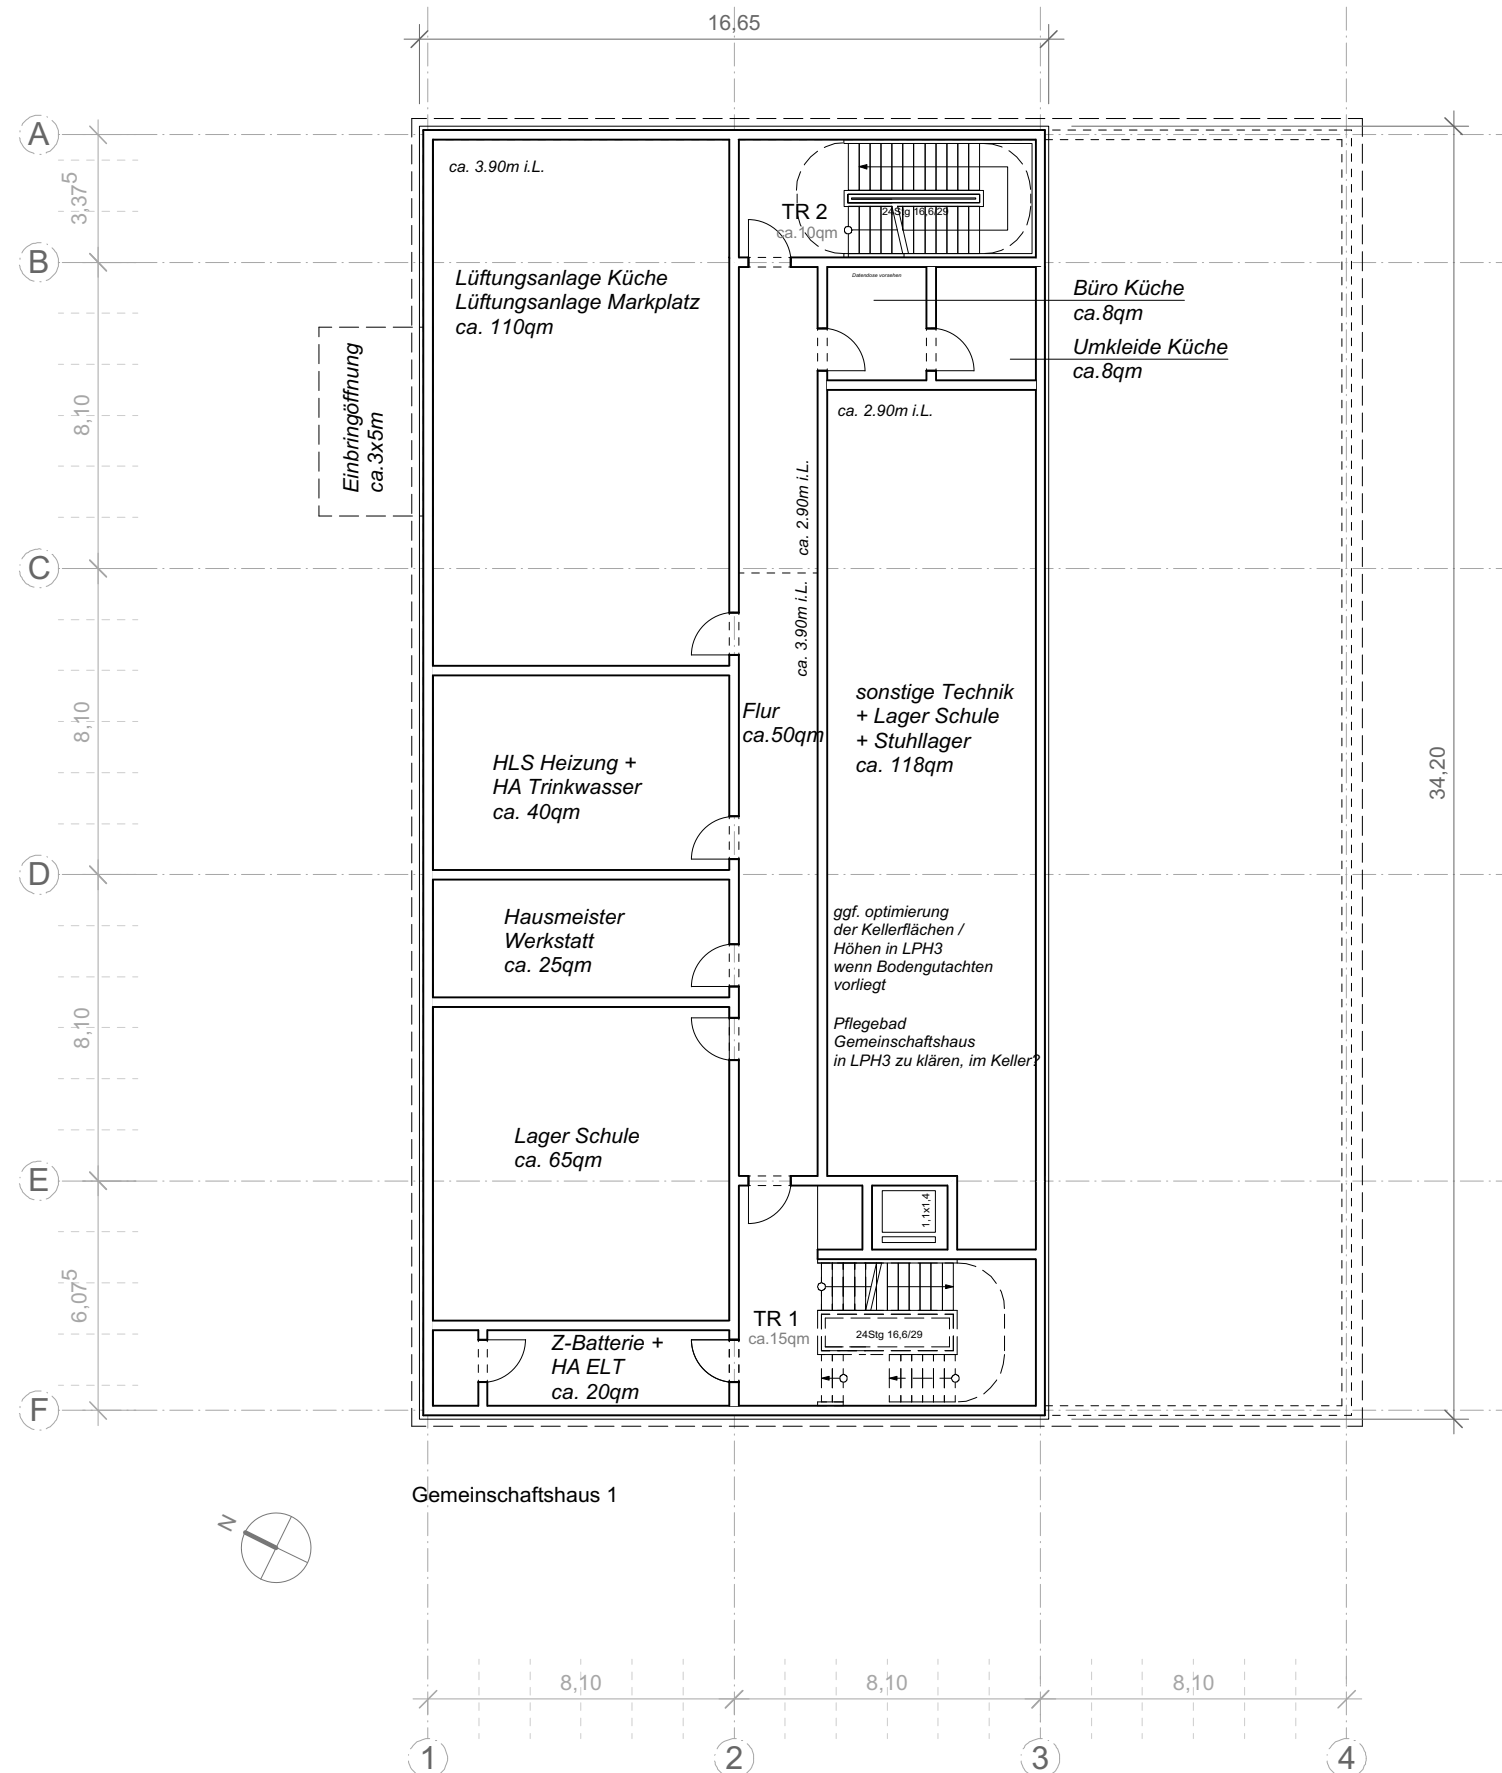 16,65
A
3,37⁵
B
8,10
C
8,10
D
8,10
E
6,07⁵
F
34,20
ca. 3.90m i.L.
Lüftungsanlage Küche
Lüftungsanlage Markplatz
ca. 110qm
Einbringöffnung
ca.3x5m
TR 2
ca.10qm
24Stg 16,6/29
Datendose vorsehen
Büro Küche
ca.8qm
Umkleide Küche
ca.8qm
ca. 2.90m i.L.
ca. 2.90m i.L.
ca. 3.90m i.L.
Flur
ca.50qm
sonstige Technik
+ Lager Schule
+ Stuhllager
ca. 118qm
HLS Heizung +
HA Trinkwasser
ca. 40qm
Hausmeister
Werkstatt
ca. 25qm
ggf. optimierung
der Kellerflächen /
Höhen in LPH3
wenn Bodengutachten
vorliegt
Pflegebad
Gemeinschaftshaus
in LPH3 zu klären, im Keller?
Lager Schule
ca. 65qm
1,1x1,4
TR 1
ca.15qm
24Stg 16,6/29
Z-Batterie +
HA ELT
ca. 20qm
Gemeinschaftshaus 1
N
8,10
8,10
8,10
1
2
3
4